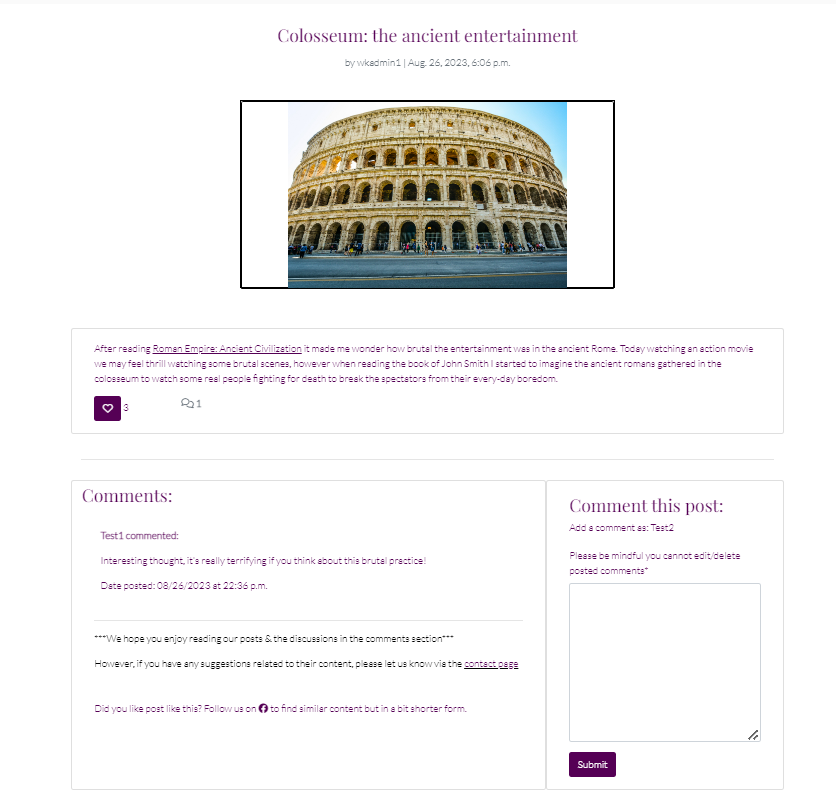 Colosseum: the ancient entertainment
by wkadmin1 | Aug. 26, 2023, 6:06 p.m.
After reading Roman Empire: Ancient Civilization it made me wonder how brutal the entertainment was in the ancient Rome. Today watching an action movie
we may feel thrill watching some brutal scenes, however when reading the book of John Smith I started to imagine the ancient romans gathered in the
colosseum to watch some real people fighting for death to break the spectators from their every-day boredom.
3
1
Comments:
Test1 commented:
Interesting thought, it's really terrifying if you think about this brutal practice!
Date posted: 08/26/2023 at 22:36 p.m.
***We hope you enjoy reading our posts & the discussions in the comments section***
However, if you have any suggestions related to their content, please let us know via the contact page
Did you like post like this? Follow us on to find similar content but in a bit shorter form.
Comment this post:
Add a comment as: Test2
Please be mindful you cannot edit/delete
posted comments*
Submit